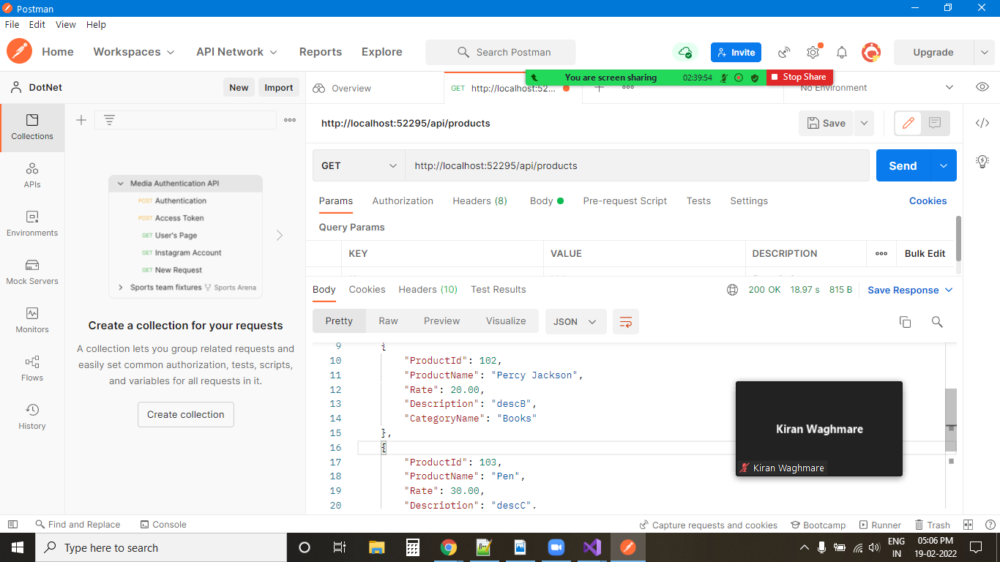 Postman
File Edit View Help
Home Workspaces API Network Reports Explore Search Postman Invite Upgrade
You are screen sharing 02:39:54 Stop Share
DotNet New Import Overview GET http://localhost:52... No Environment
http://localhost:52295/api/products Save
Collections
APIs
Environments
Mock Servers
Monitors
Flows
History
Media Authentication API
POST Authentication
POST Access Token
GET User's Page
GET Instagram Account
GET New Request
Sports team fixtures Sports Arena
Create a collection for your requests
A collection lets you group related requests and
easily set common authorization, tests, scripts,
and variables for all requests in it.
Create collection
GET http://localhost:52295/api/products Send
Params Authorization Headers (8) Body Pre-request Script Tests Settings Cookies
Query Params
KEY VALUE DESCRIPTION Bulk Edit
Body Cookies Headers (10) Test Results 200 OK 18.97 s 815 B Save Response
Pretty Raw Preview Visualize JSON
9 {
10 "ProductId": 102,
11 "ProductName": "Percy Jackson",
12 "Rate": 20.00,
13 "Description": "descB",
14 "CategoryName": "Books"
15 },
16 {
17 "ProductId": 103,
18 "ProductName": "Pen",
19 "Rate": 30.00,
20 "Description": "descC",
Kiran Waghmare
Kiran Waghmare
Find and Replace Console Capture requests and cookies Bootcamp Runner Trash
Type here to search
ENG
IN
05:06 PM
19-02-2022